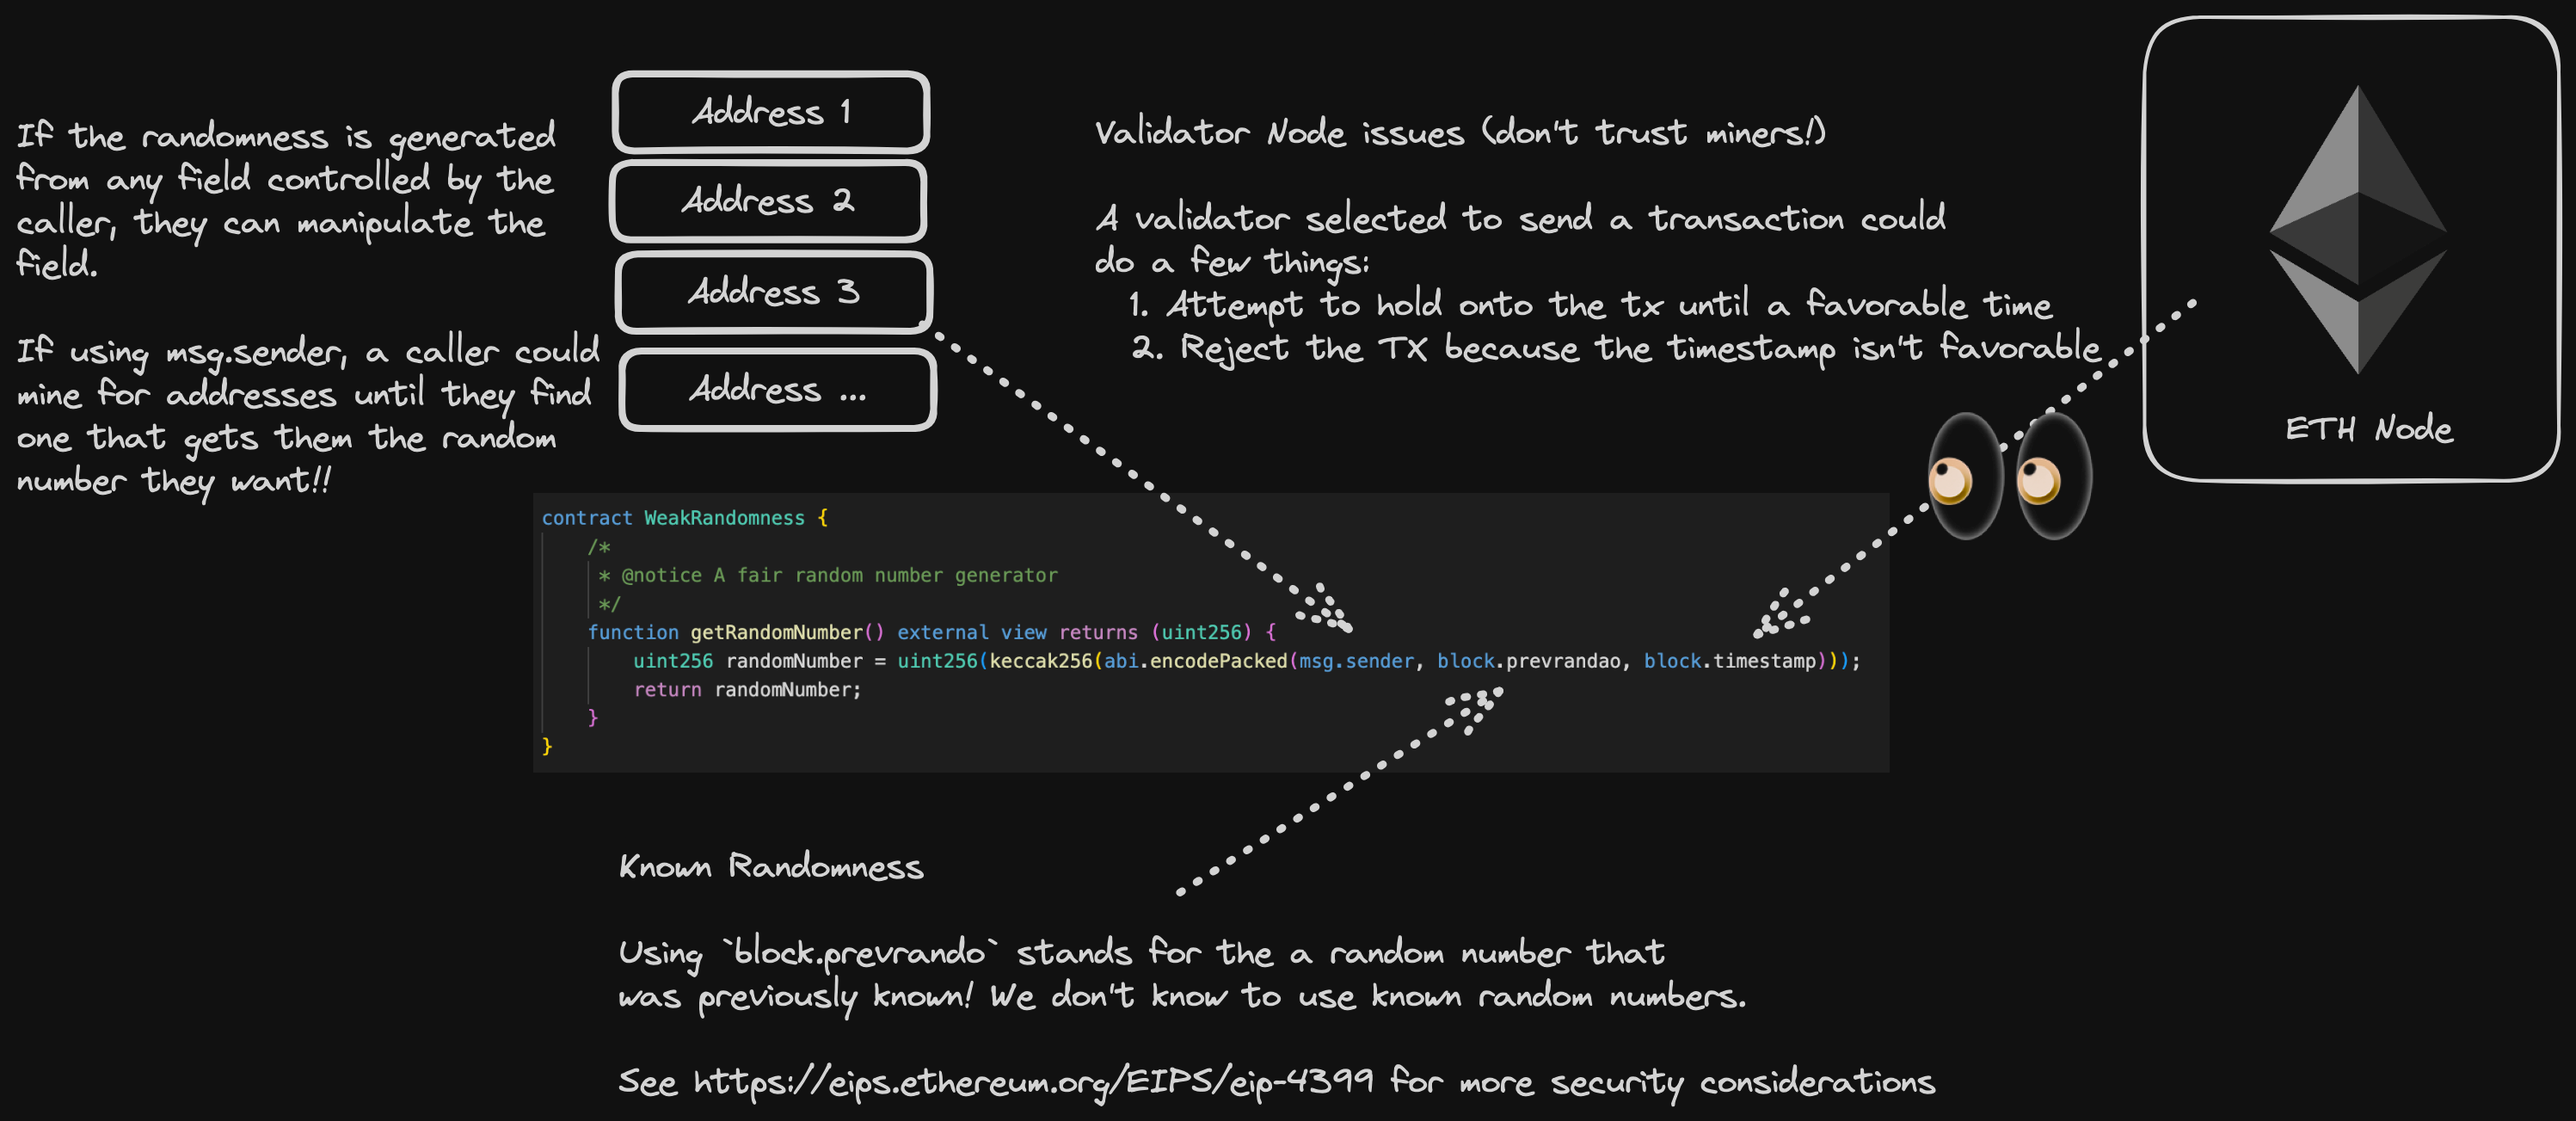 If the randomness is generated
from any field controlled by the
caller, they can manipulate the
field.
If using msg.sender, a caller could
mine for addresses until they find
one that gets them the random
number they want!!
Address 1
Address 2
Address 3
Address ...
Validator Node issues (don't trust miners!)
A validator selected to send a transaction could
do a few things:
1. Attempt to hold onto the tx until a favorable time
2. Reject the TX because the timestamp isn't favorable
ETH Node
contract WeakRandomness {
/*
* @notice A fair random number generator
*/
function getRandomNumber() external view returns (uint256) {
uint256 randomNumber = uint256(keccak256(abi.encodePacked(msg.sender, block.prevrandao, block.timestamp)));
return randomNumber;
}
}
Known Randomness
Using `block.prevrando` stands for the a random number that
was previously known! We don't know to use known random numbers.
See https://eips.ethereum.org/EIPS/eip-4399 for more security considerations